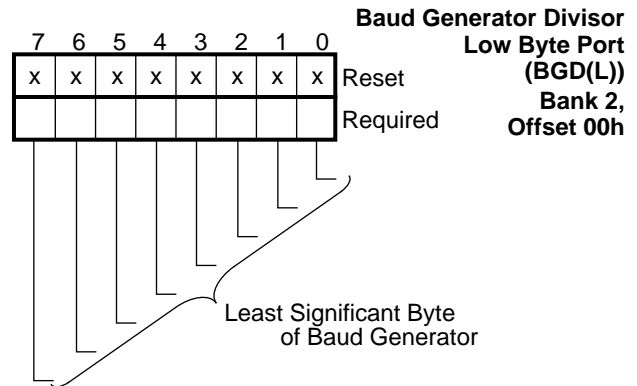 Baud Generator Divisor
Low Byte Port
(BGD(L))
Bank 2,
Offset 00h
7 6 5 4 3 2 1 0
x x x x x x x x Reset
Required
Least Significant Byte
of Baud Generator